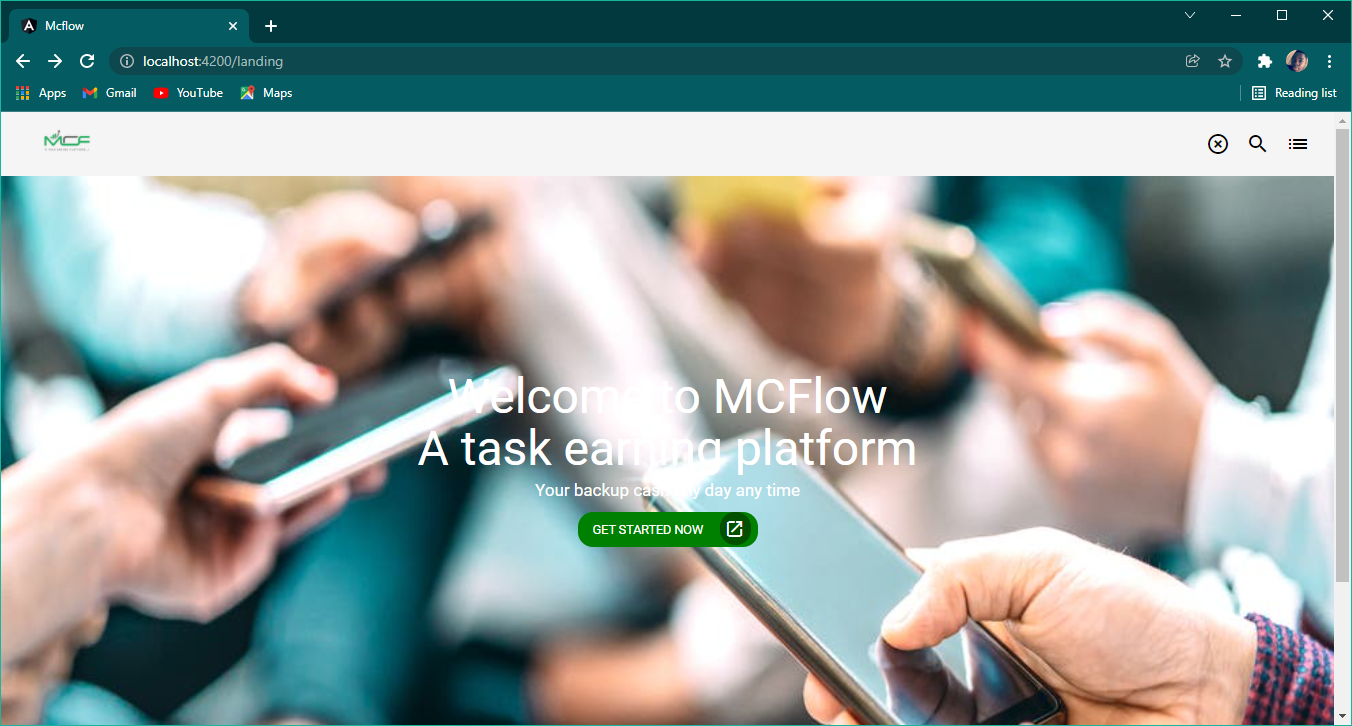 Mcflow
localhost:4200/landing
Apps Gmail YouTube Maps Reading list
MCF
Welcome to MCFlow
A task earning platform
Your backup cash any day any time
GET STARTED NOW